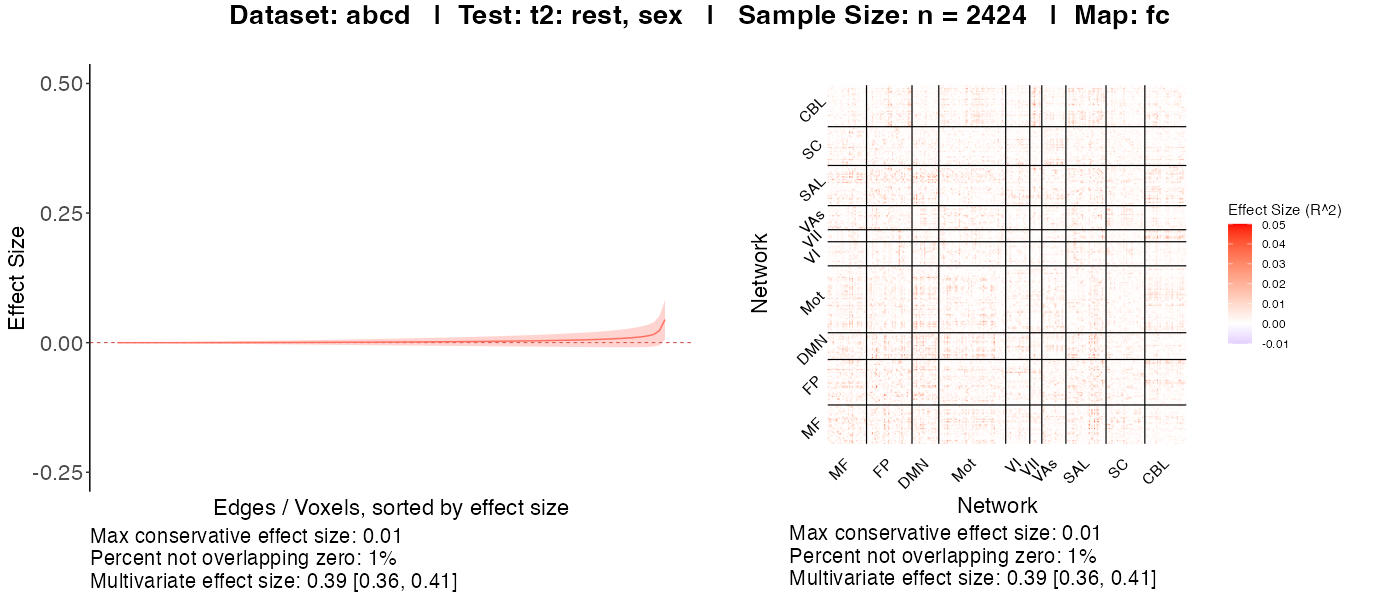 Dataset: abcd | Test: t2: rest, sex | Sample Size: n = 2424 | Map: fc
0.50
0.25
0.00
-0.25
Effect Size
Edges / Voxels, sorted by effect size
Max conservative effect size: 0.01
Percent not overlapping zero: 1%
Multivariate effect size: 0.39 [0.36, 0.41]
Network
CBL
SC
SAL
VAs
VII
VI
Mot
DMN
FP
MF
MF
FP
DMN
Mot
VI
VII
VAs
SAL
SC
CBL
Network
Max conservative effect size: 0.01
Percent not overlapping zero: 1%
Multivariate effect size: 0.39 [0.36, 0.41]
Effect Size (R^2)
0.05
0.04
0.03
0.02
0.01
0.00
-0.01